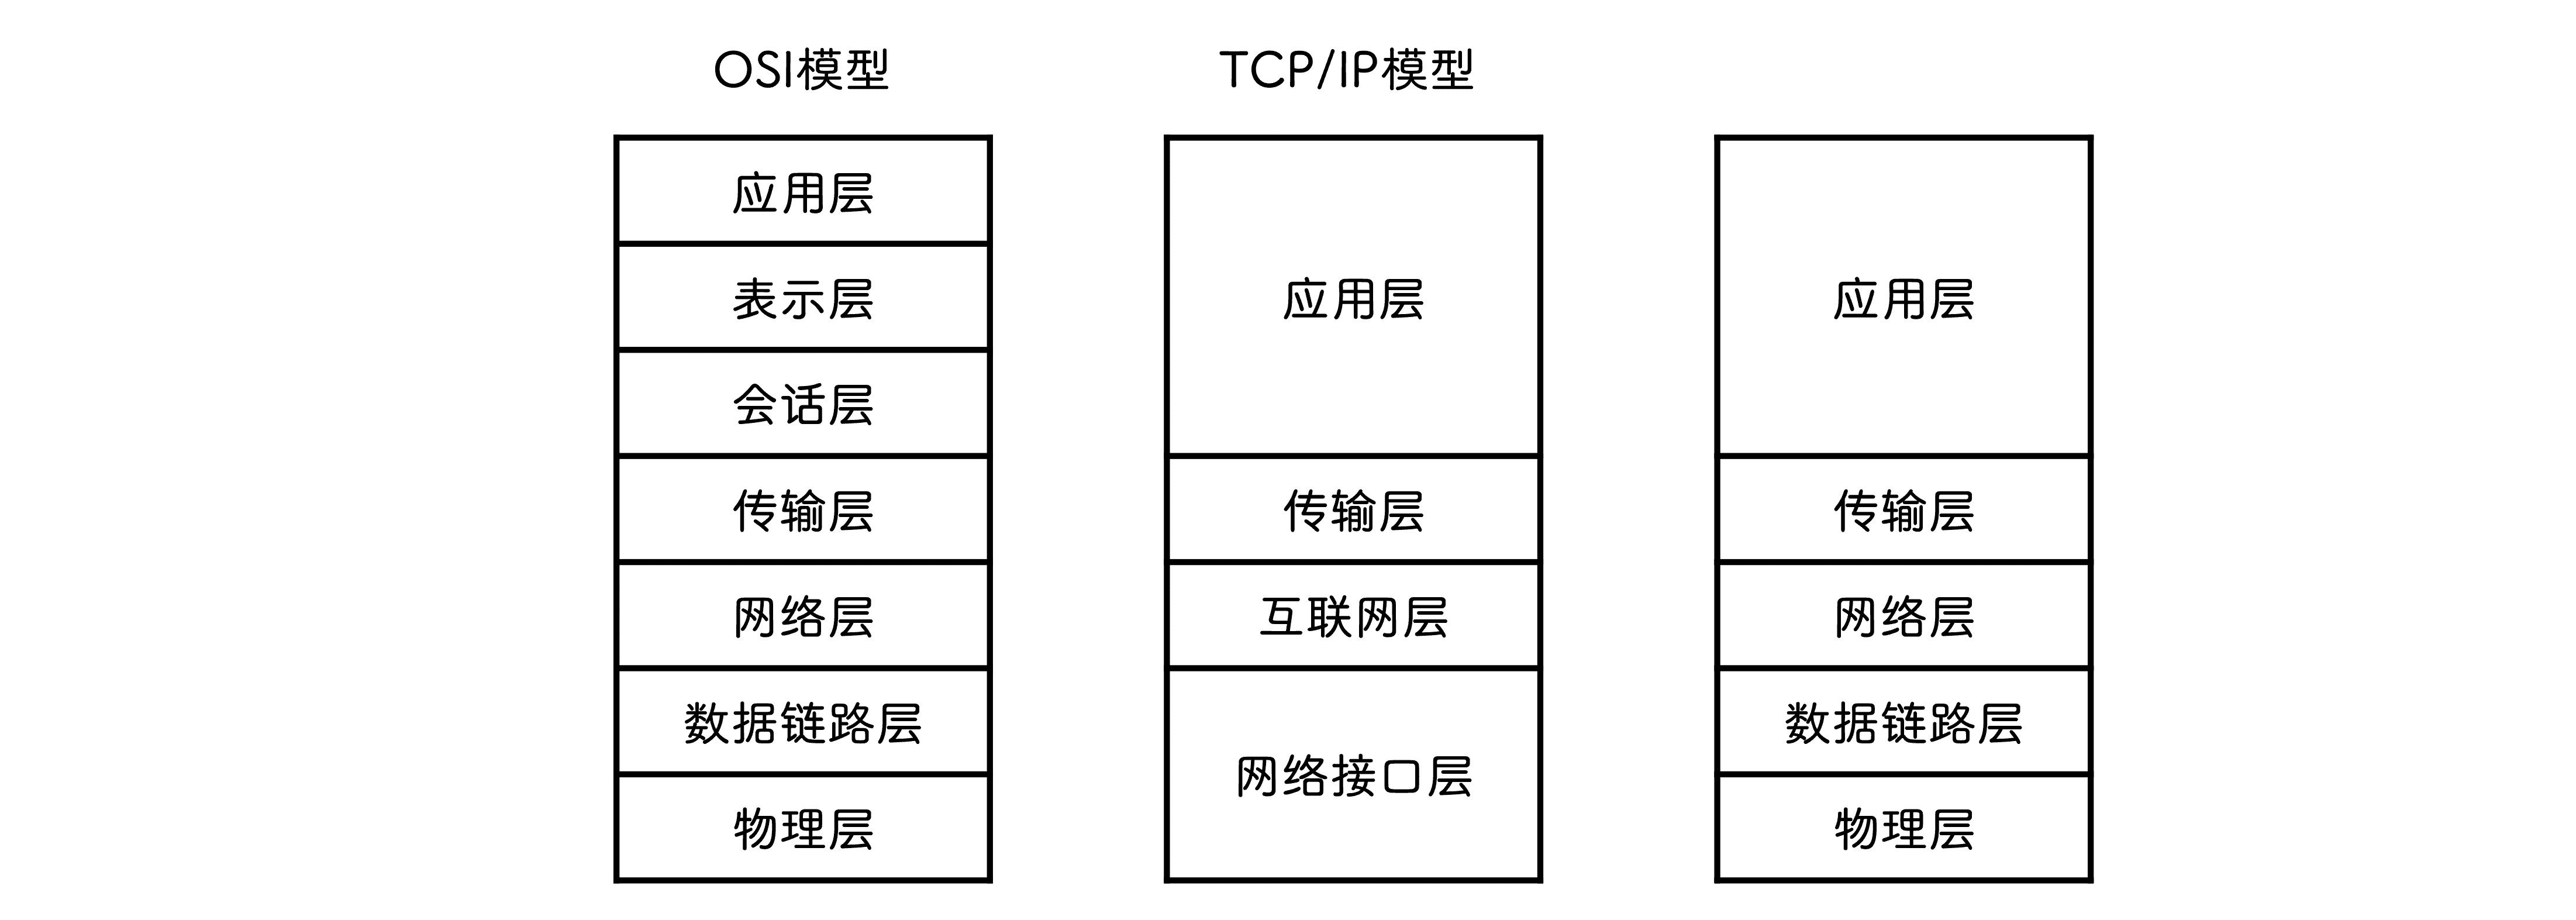 OSI模型
应用层
表示层
会话层
传输层
网络层
数据链路层
物理层
TCP/IP模型
应用层
传输层
互联网层
网络接口层
应用层
传输层
网络层
数据链路层
物理层